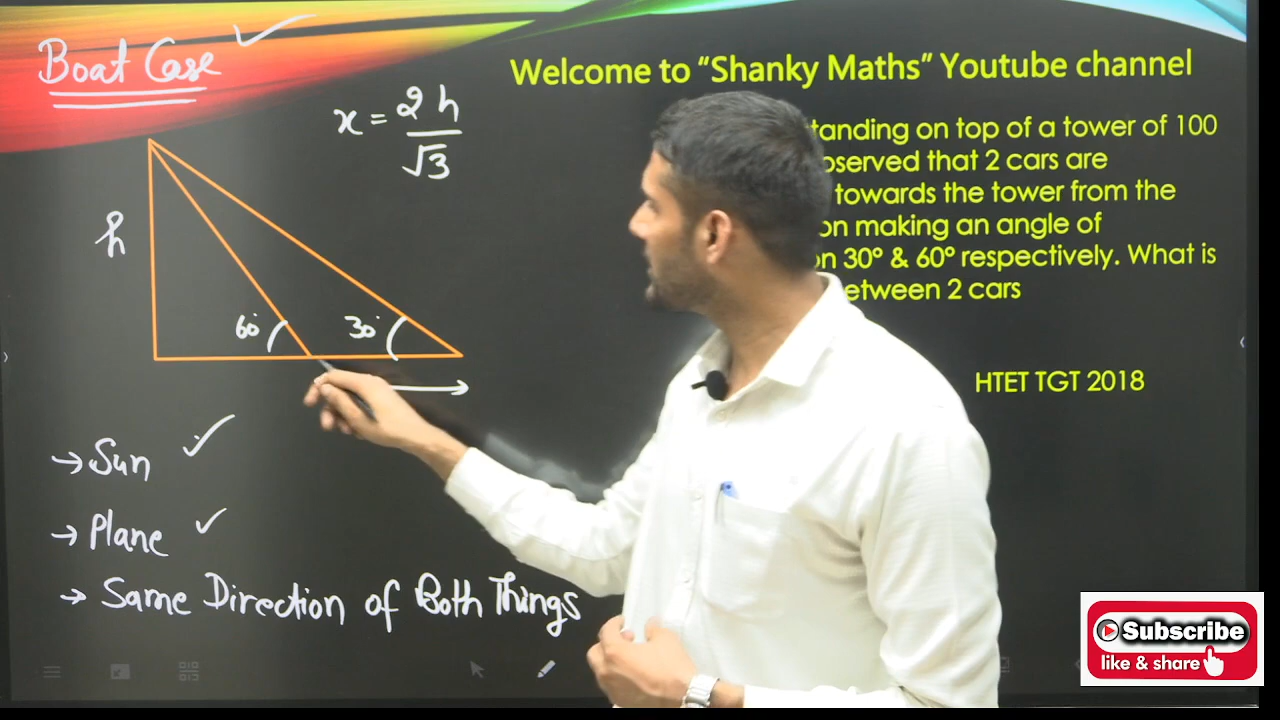 Boat Case
x = 2h/√3
h
60°
30°
→ Sun
→ Plane
→ Same Direction of Both Things
Welcome to “Shanky Maths” Youtube channel
tanding on top of a tower of 100
bserved that 2 cars are
towards the tower from the
on making an angle of
on 30° & 60° respectively. What is
etween 2 cars
HTET TGT 2018
Subscribe
like & share